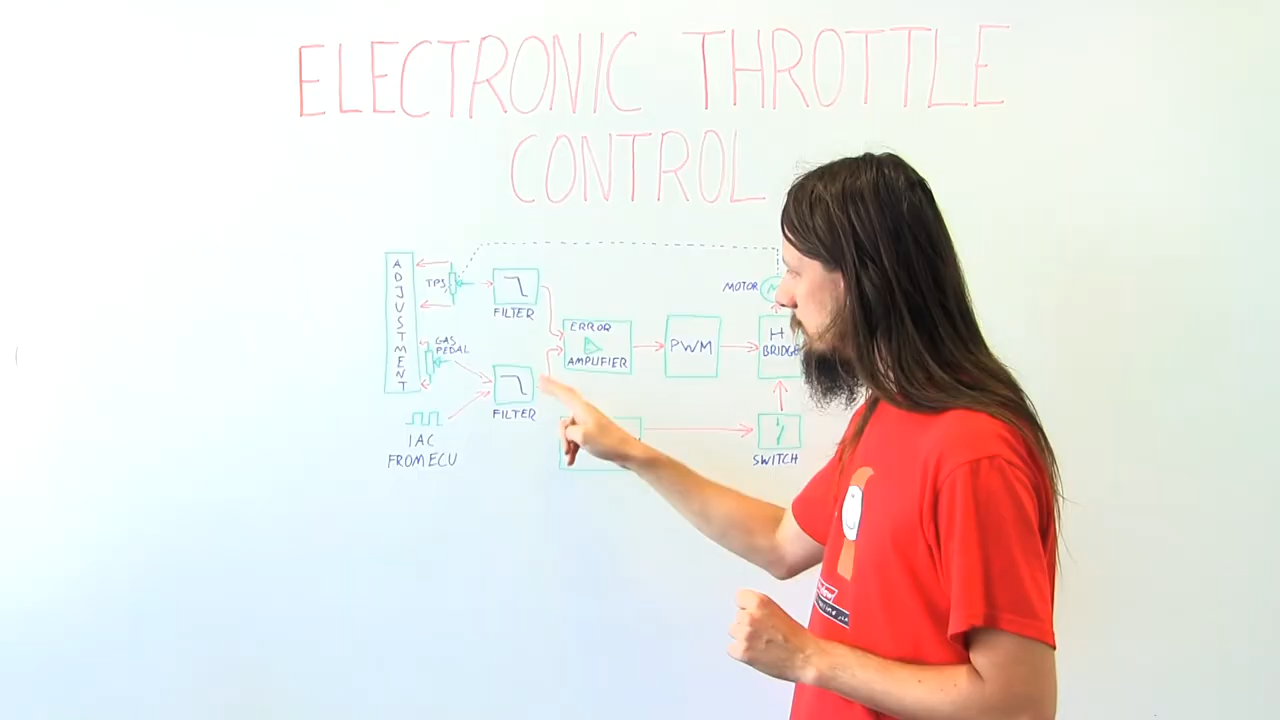 ELECTRONIC THROTTLE
CONTROL
ADJUSTMENT
TPS
FILTER
GAS
PEDAL
FILTER
IAC
FROM ECU
ERROR
AMPLIFIER
PWM
MOTOR
H
BRIDGE
SWITCH